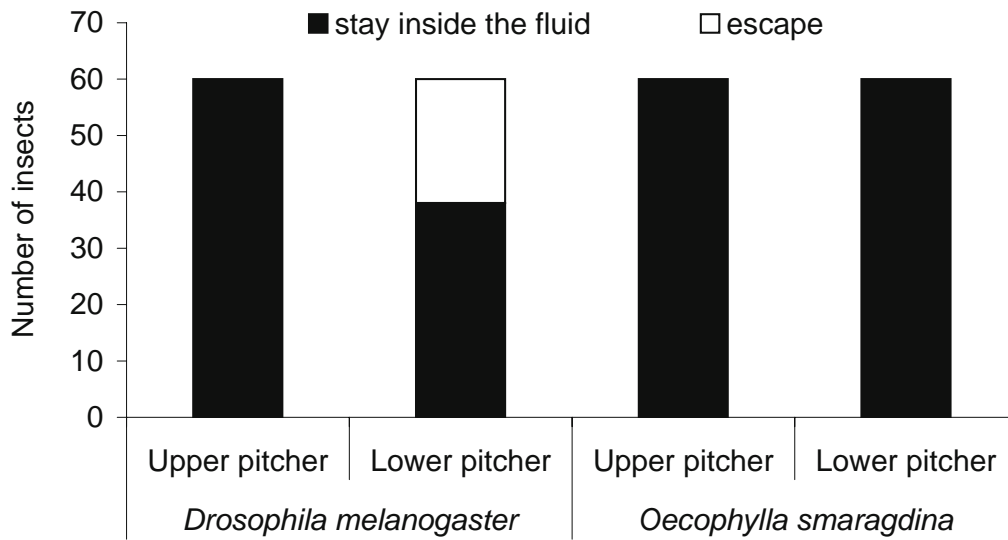 ■ stay inside the fluid □ escape
Number of insects
70
60
50
40
30
20
10
0
Upper pitcher Lower pitcher Upper pitcher Lower pitcher
Drosophila melanogaster Oecophylla smaragdina